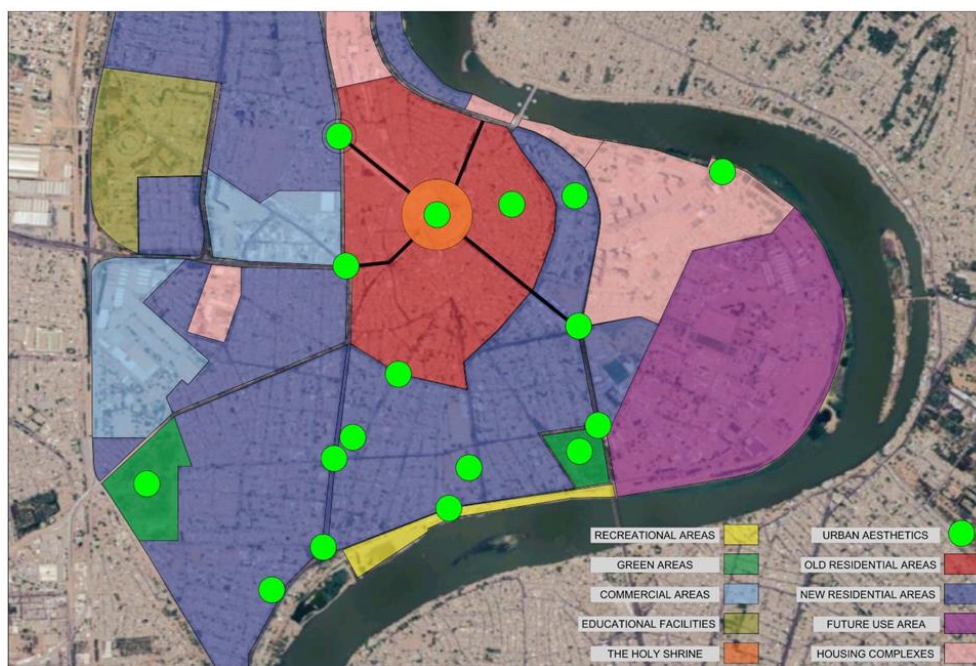 RECREATIONAL AREAS
URBAN AESTHETICS
GREEN AREAS
OLD RESIDENTIAL AREAS
COMMERCIAL AREAS
NEW RESIDENTIAL AREAS
EDUCATIONAL FACILITIES
FUTURE USE AREA
THE HOLY SHRINE
HOUSING COMPLEXES